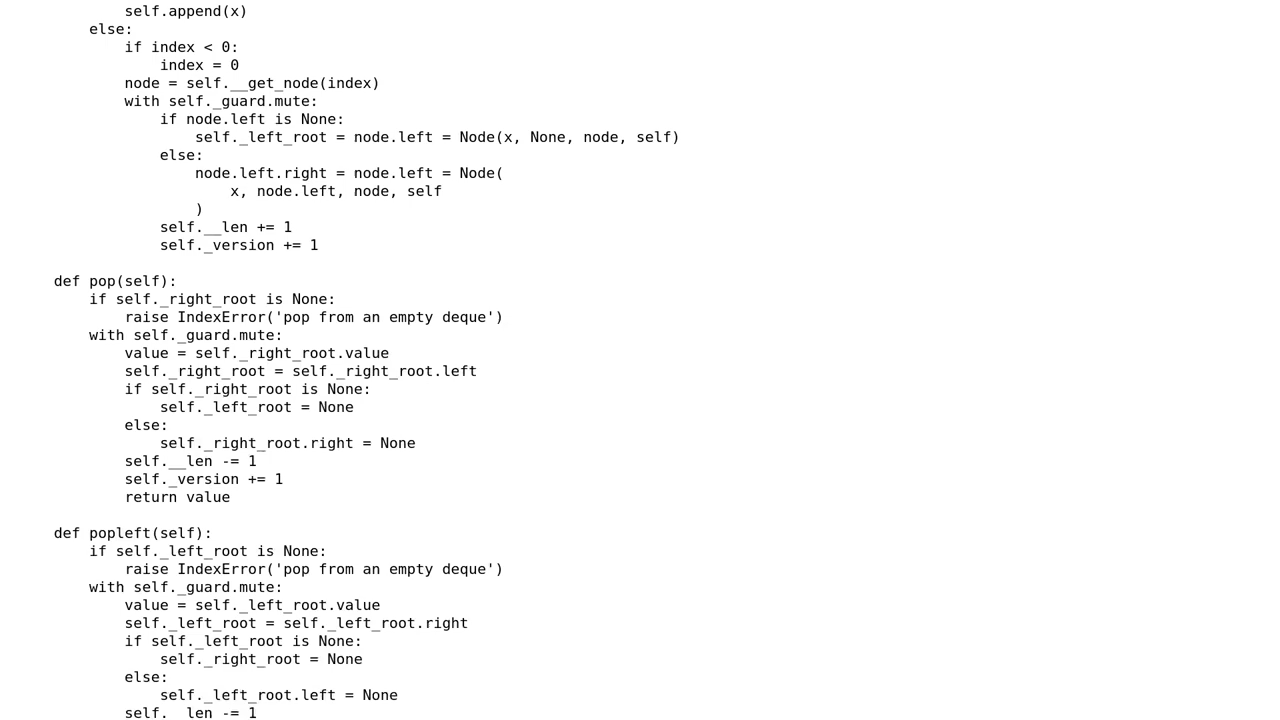 self.append(x)
        else:
            if index < 0:
                index = 0
            node = self.__get_node(index)
            with self._guard.mute:
                if node.left is None:
                    self._left_root = node.left = Node(x, None, node, self)
                else:
                    node.left.right = node.left = Node(
                        x, node.left, node, self
                    )
                self.__len += 1
                self._version += 1

    def pop(self):
        if self._right_root is None:
            raise IndexError('pop from an empty deque')
        with self._guard.mute:
            value = self._right_root.value
            self._right_root = self._right_root.left
            if self._right_root is None:
                self._left_root = None
            else:
                self._right_root.right = None
            self.__len -= 1
            self._version += 1
            return value

    def popleft(self):
        if self._left_root is None:
            raise IndexError('pop from an empty deque')
        with self._guard.mute:
            value = self._left_root.value
            self._left_root = self._left_root.right
            if self._left_root is None:
                self._right_root = None
            else:
                self._left_root.left = None
            self.__len -= 1